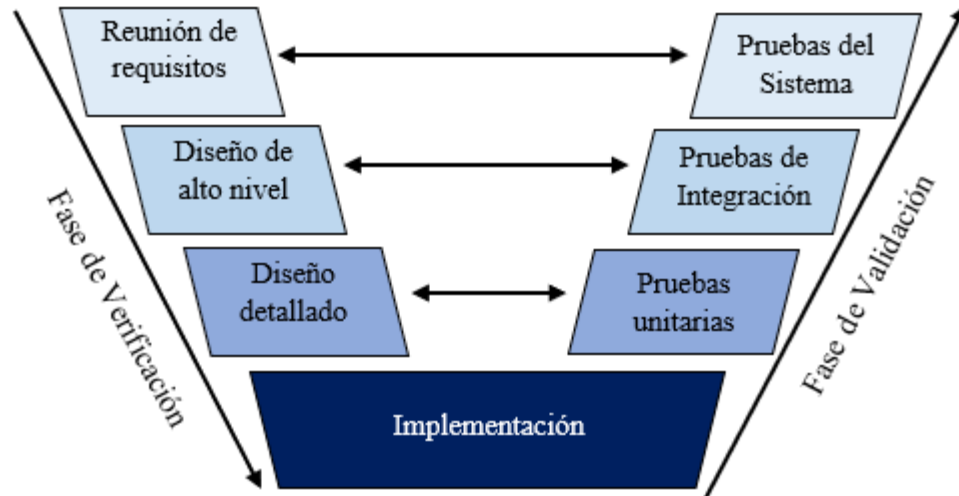 Reunión de
requisitos
Pruebas del
Sistema
Diseño de
alto nivel
Pruebas de
Integración
Diseño
detallado
Pruebas
unitarias
Implementación
Fase de Verificación
Fase de Validación